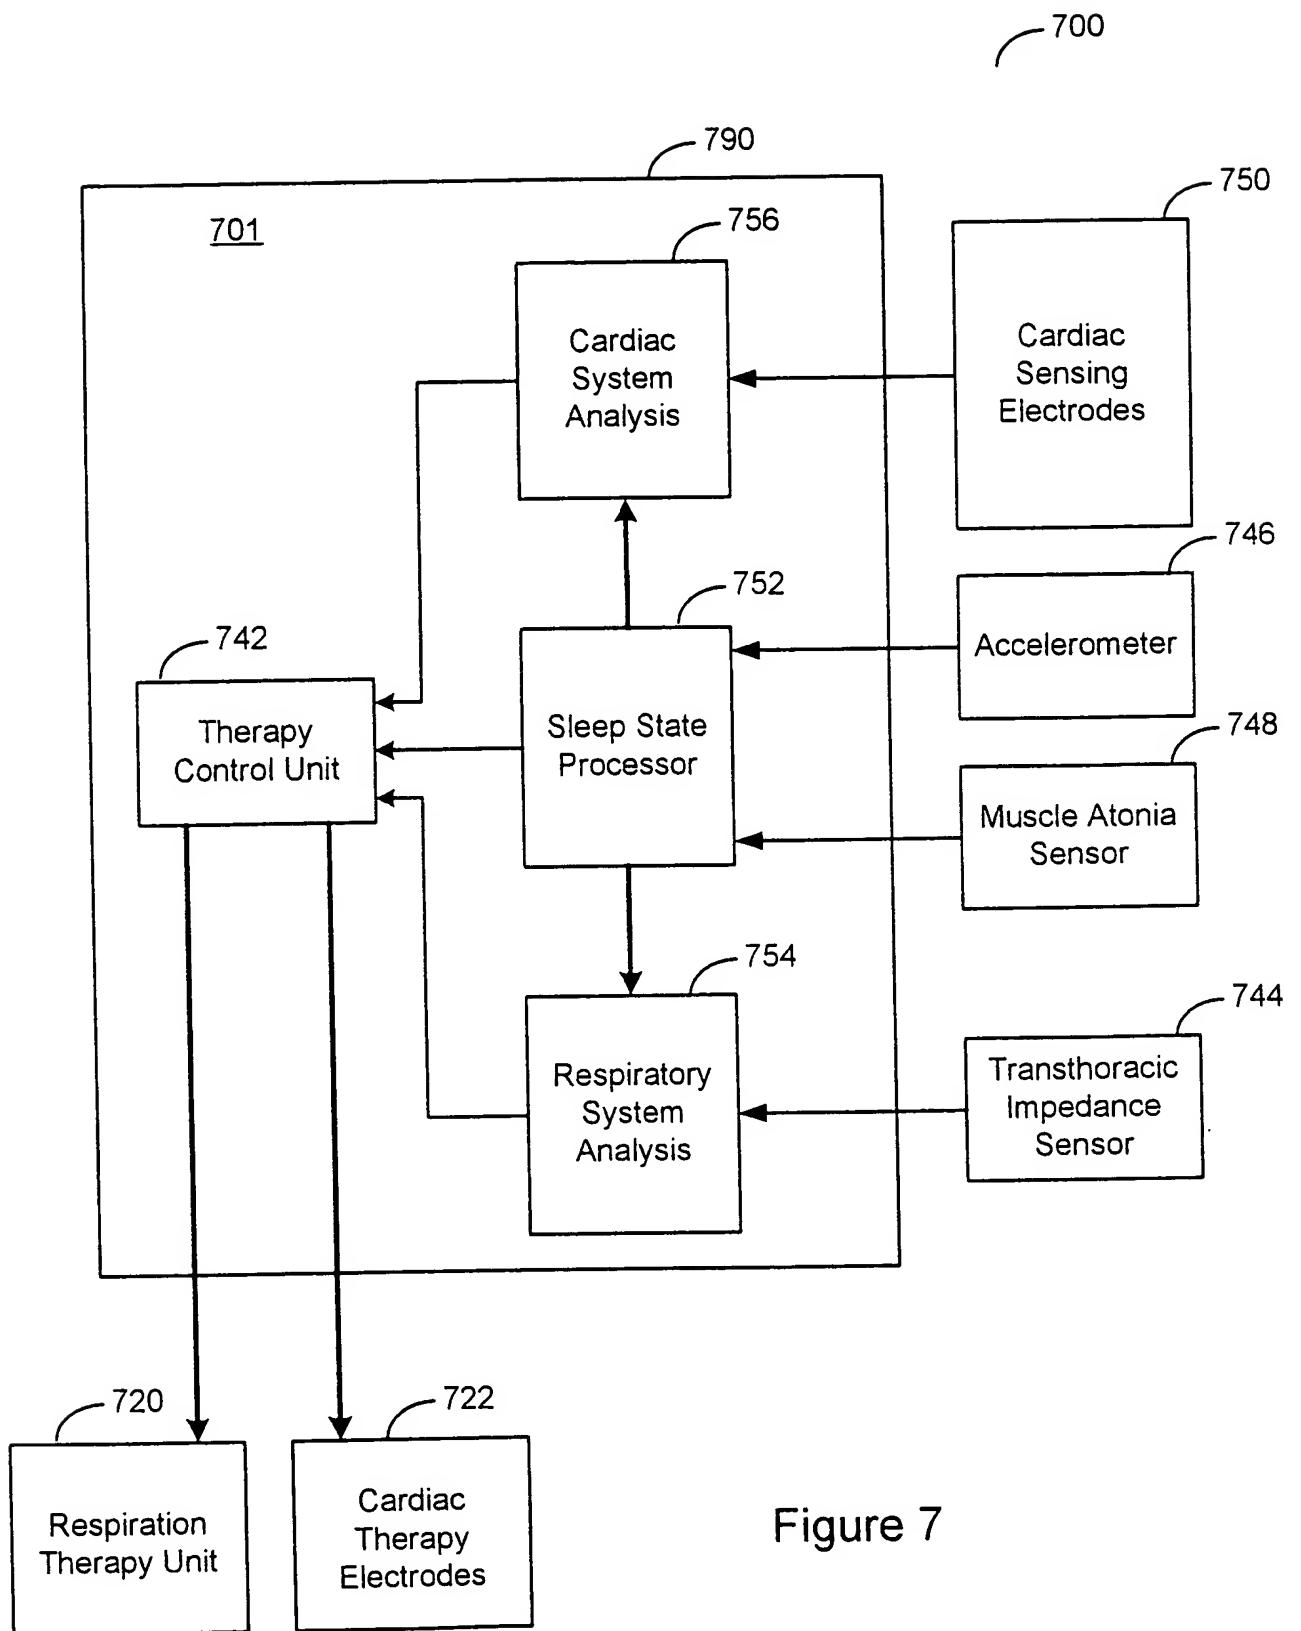 700
790
701
756
750
Cardiac
System
Analysis
Cardiac
Sensing
Electrodes
746
Accelerometer
752
742
Sleep State
Processor
Therapy
Control Unit
748
Muscle Atonia
Sensor
754
744
Respiratory
System
Analysis
Transthoracic
Impedance
Sensor
720
722
Respiration
Therapy Unit
Cardiac
Therapy
Electrodes
Figure 7